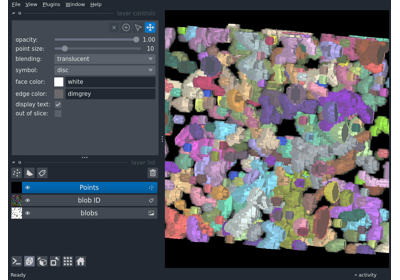 File View Plugins Window Help
layer controls
opacity: 1.00
point size: 10
blending: translucent
symbol: disc
face color: white
edge color: dimgrey
display text:
out of slice:
layer list
Points
blob ID
blobs
activity